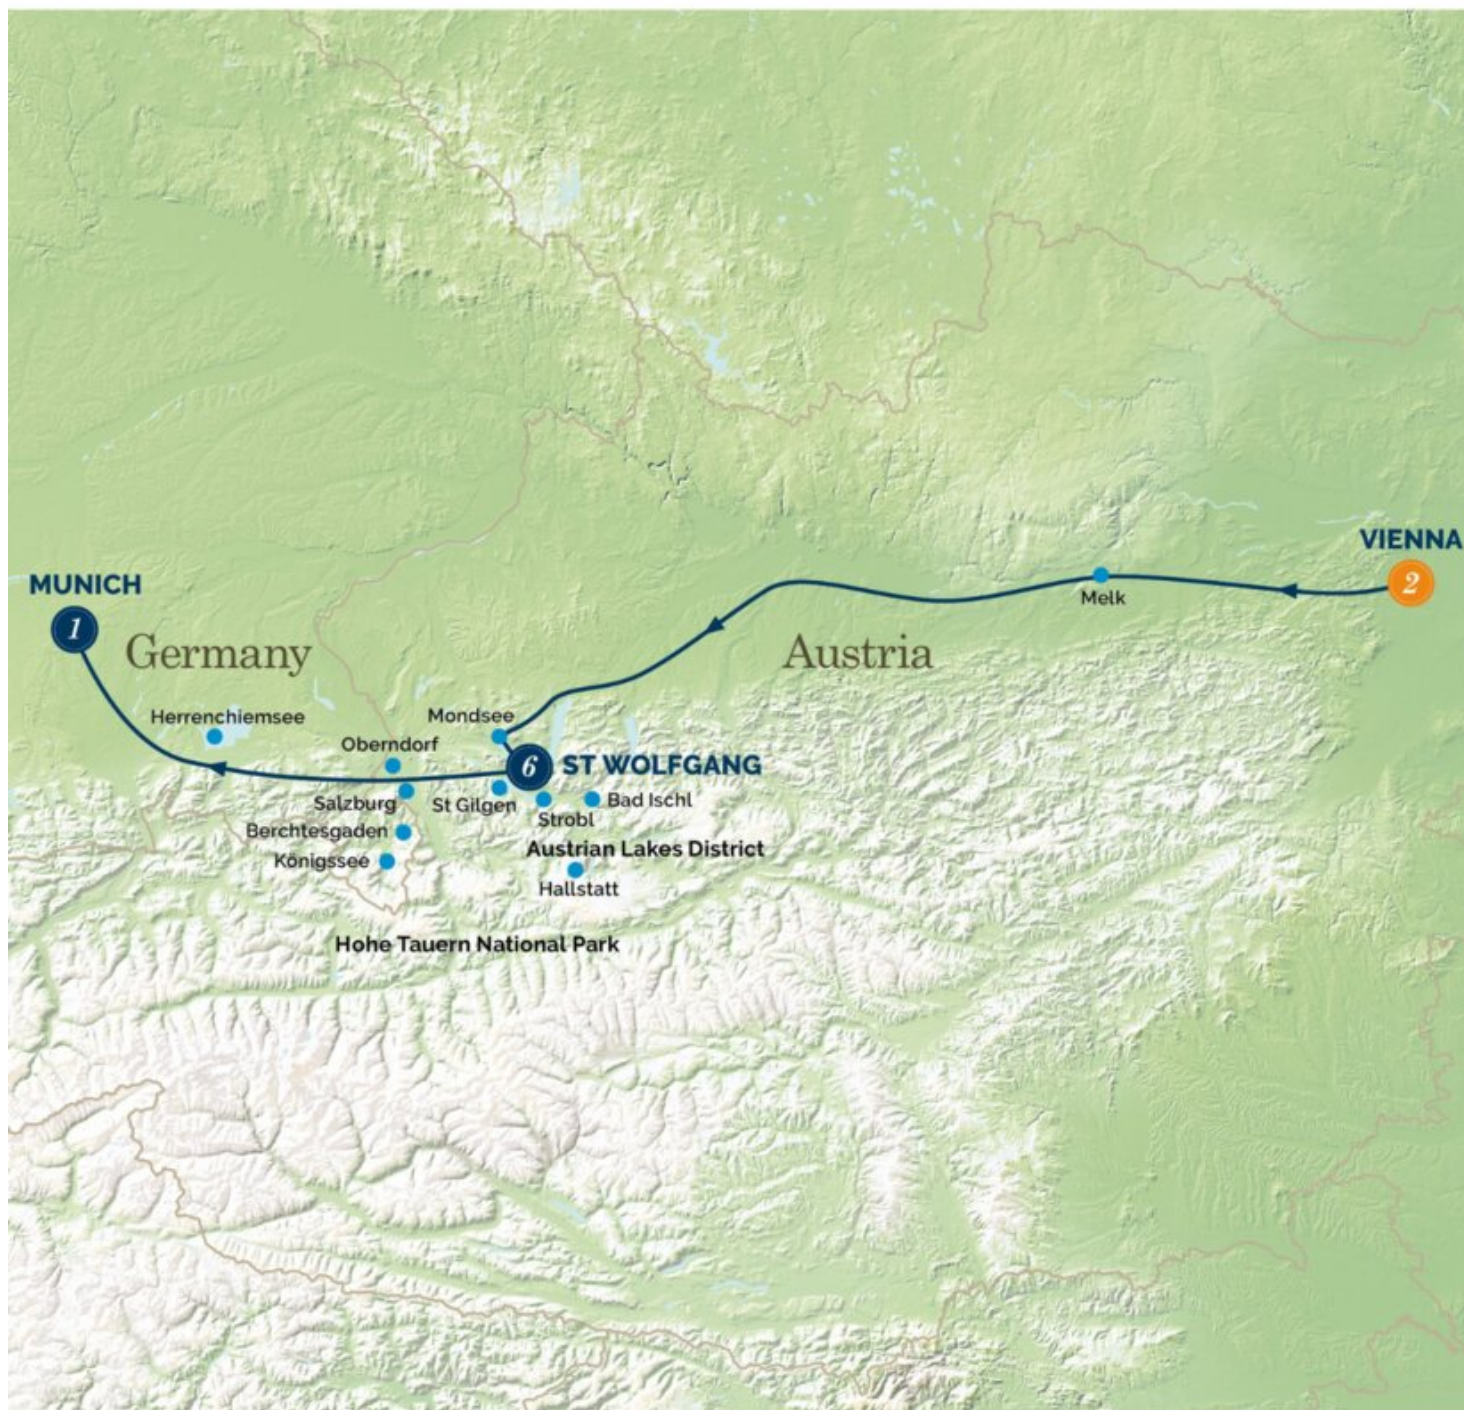 VIENNA
2
MUNICH
1
Melk
Germany
Austria
Herrenchiemsee
Mondsee
Oberndorf
6
ST WOLFGANG
Salzburg
St Gilgen
Bad Ischl
Strobl
Berchtesgaden
Austrian Lakes District
Königssee
Hallstatt
Hohe Tauern National Park